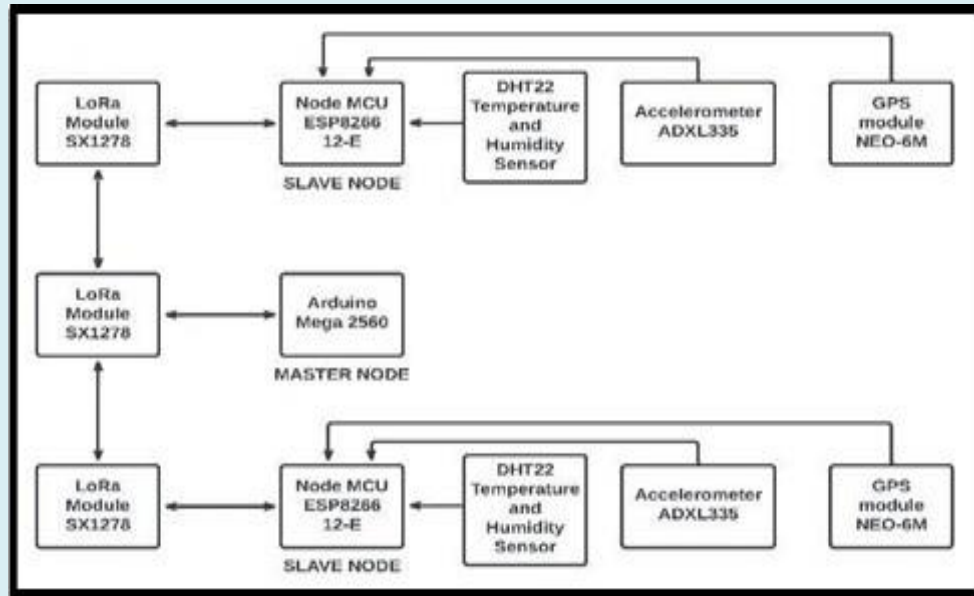 LoRa
Module
SX1278
Node MCU
ESP8266
12-E
SLAVE NODE
DHT22
Temperature
and
Humidity
Sensor
Accelerometer
ADXL335
GPS
module
NEO-6M
LoRa
Module
SX1278
Arduino
Mega 2560
MASTER NODE
LoRa
Module
SX1278
Node MCU
ESP8266
12-E
SLAVE NODE
DHT22
Temperature
and
Humidity
Sensor
Accelerometer
ADXL335
GPS
module
NEO-6M